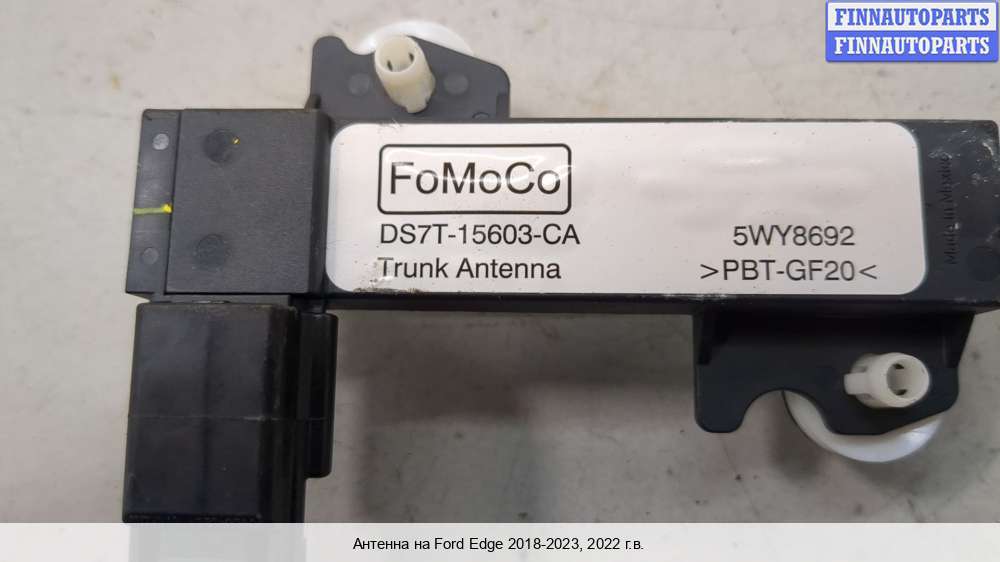 FINNAUTOPARTS
FINNAUTOPARTS
FoMoCo
DS7T-15603-CA
Trunk Antenna
5WY8692
>PBT-GF20<
Made in Mexico
Антенна на Ford Edge 2018-2023, 2022 г.в.